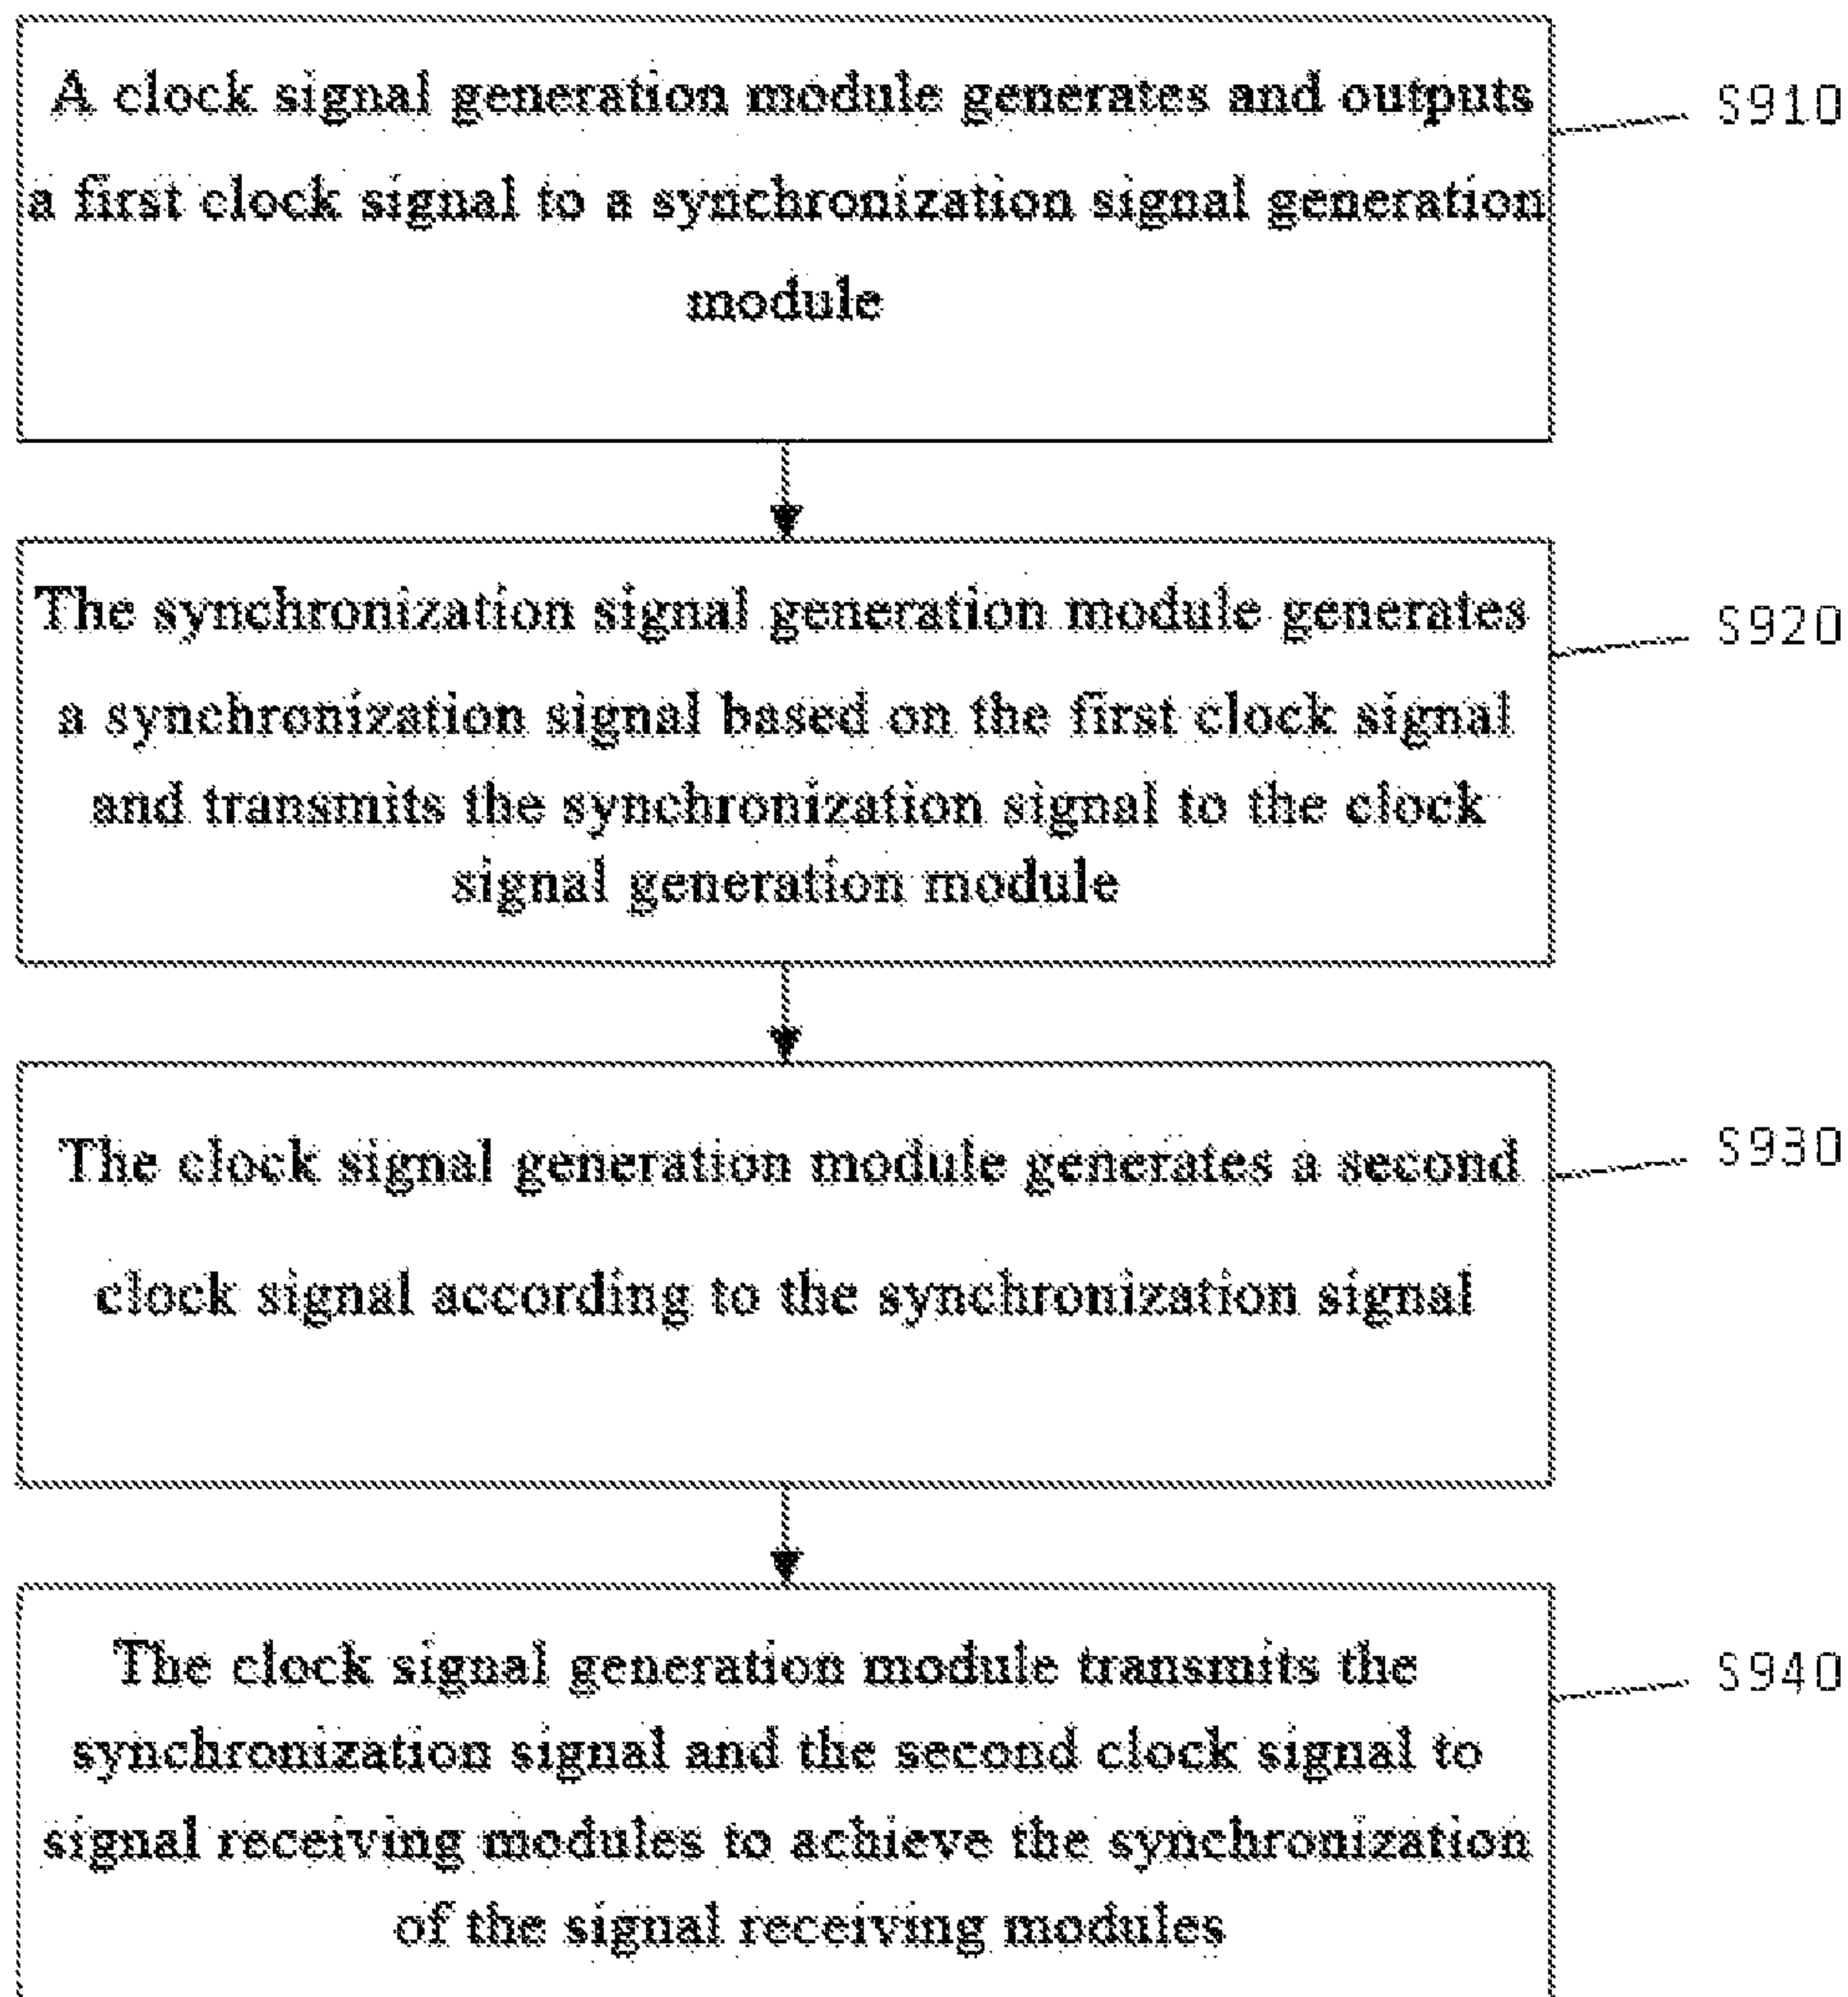 A clock signal generation module generates and outputs
a first clock signal to a synchronization signal generation
module
S910
The synchronization signal generation module generates
a synchronization signal based on the first clock signal
and transmits the synchronization signal to the clock
signal generation module
S920
The clock signal generation module generates a second
clock signal according to the synchronization signal
S930
The clock signal generation module transmits the
synchronization signal and the second clock signal to
signal receiving modules to achieve the synchronization
of the signal receiving modules
S940